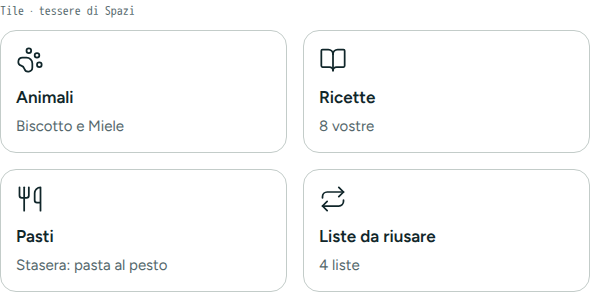 Tile · tessere di Spazi
Animali
Biscotto e Miele
Ricette
8 vostre
Pasti
Stasera: pasta al pesto
Liste da riusare
4 liste